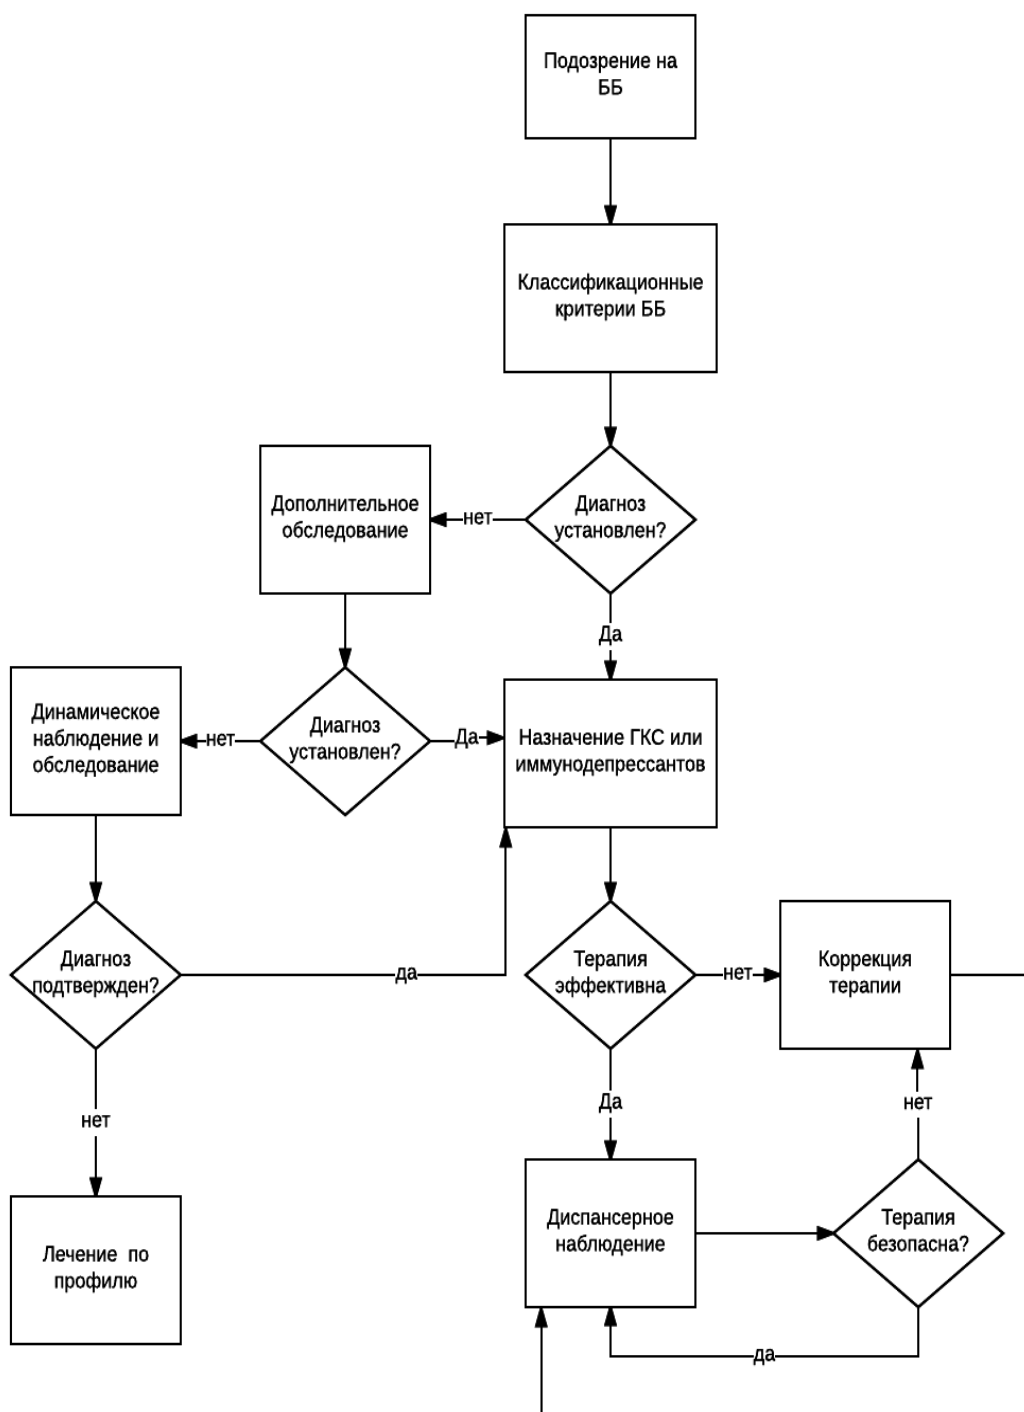 Подозрение на
ББ
Классификационные
критерии ББ
Диагноз
установлен?
нет
Дополнительное
обследование
Да
Диагноз
установлен?
нет
Да
Динамическое
наблюдение и
обследование
Назначение ГКС или
иммунодепрессантов
Диагноз
подтвержден?
да
Терапия
эффективна
нет
Коррекция
терапии
нет
Да
нет
Лечение по
профилю
Диспансерное
наблюдение
Терапия
безопасна?
да